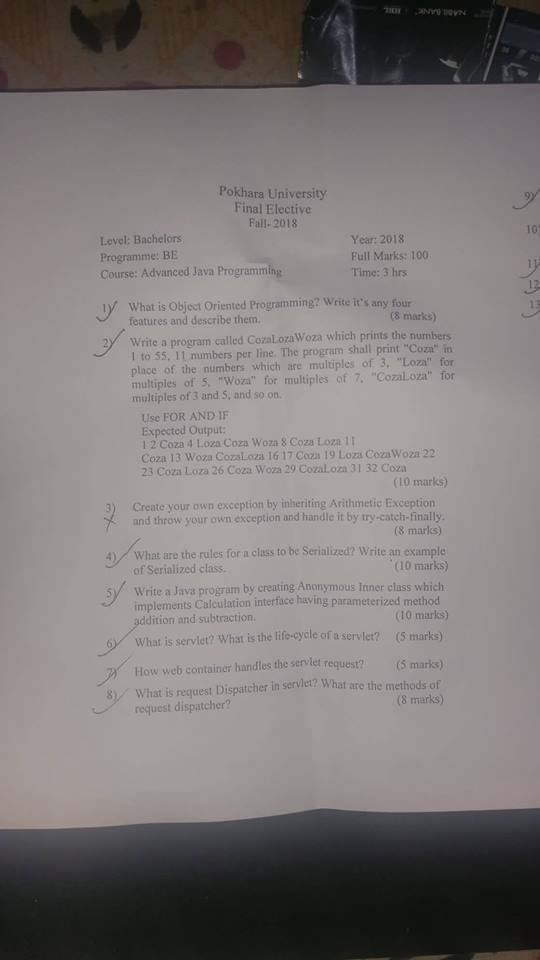 NABIL BANK
Pokhara University
Final Elective
Fall- 2018
Level: Bachelors Year: 2018
Programme: BE Full Marks: 100
Course: Advanced Java Programming Time: 3 hrs
1) What is Object Oriented Programming? Write it's any four
features and describe them. (8 marks)
2) Write a program called CozaLozaWoza which prints the numbers
1 to 55, 11 numbers per line. The program shall print "Coza" in
place of the numbers which are multiples of 3, "Loza" for
multiples of 5, "Woza" for multiples of 7, "CozaLoza" for
multiples of 3 and 5, and so on.
Use FOR AND IF
Expected Output:
1 2 Coza 4 Loza Coza Woza 8 Coza Loza 11
Coza 13 Woza CozaLoza 16 17 Coza 19 Loza CozaWoza 22
23 Coza Loza 26 Coza Woza 29 CozaLoza 31 32 Coza
(10 marks)
3) Create your own exception by inheriting Arithmetic Exception
and throw your own exception and handle it by try-catch-finally.
(8 marks)
4) What are the rules for a class to be Serialized? Write an example
of Serialized class. (10 marks)
5) Write a Java program by creating Anonymous Inner class which
implements Calculation interface having parameterized method
addition and subtraction. (10 marks)
6) What is servlet? What is the life-cycle of a servlet? (5 marks)
7) How web container handles the servlet request? (5 marks)
8) What is request Dispatcher in servlet? What are the methods of
request dispatcher? (8 marks)
9)
10)
11
12
13